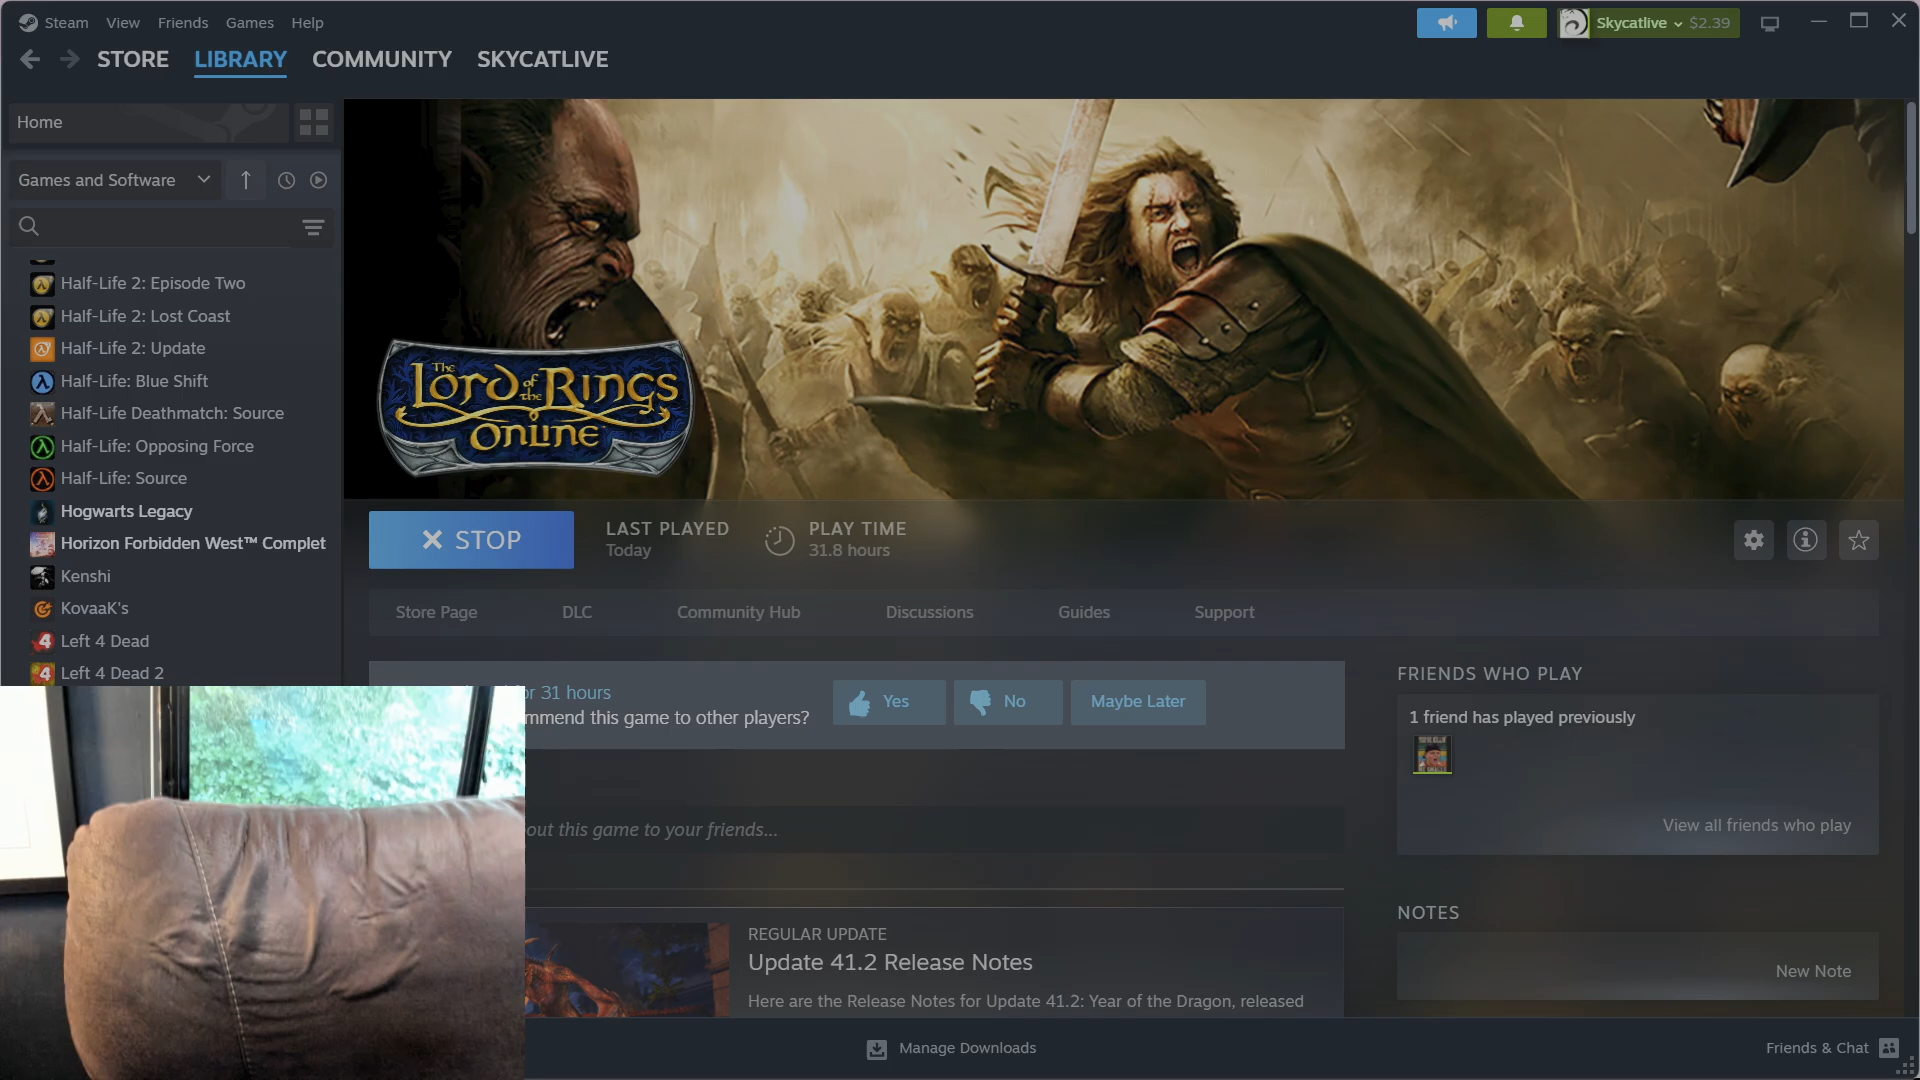 Steam View Friends Games Help
Skycatlive $2.39
STORE LIBRARY COMMUNITY SKYCATLIVE
Home
Games and Software
Half-Life 2: Episode Two
Half-Life 2: Lost Coast
Half-Life 2: Update
Half-Life: Blue Shift
Half-Life Deathmatch: Source
Half-Life: Opposing Force
Half-Life: Source
Hogwarts Legacy
Horizon Forbidden West™ Complet
Kenshi
KovaaK's
Left 4 Dead
Left 4 Dead 2
The
Lord of the Rings
Online
STOP
LAST PLAYED
Today
PLAY TIME
31.8 hours
Store Page DLC Community Hub Discussions Guides Support
for 31 hours
mmend this game to other players?
Yes No Maybe Later
out this game to your friends...
REGULAR UPDATE
Update 41.2 Release Notes
Here are the Release Notes for Update 41.2: Year of the Dragon, released
FRIENDS WHO PLAY
1 friend has played previously
View all friends who play
NOTES
New Note
Manage Downloads
Friends & Chat